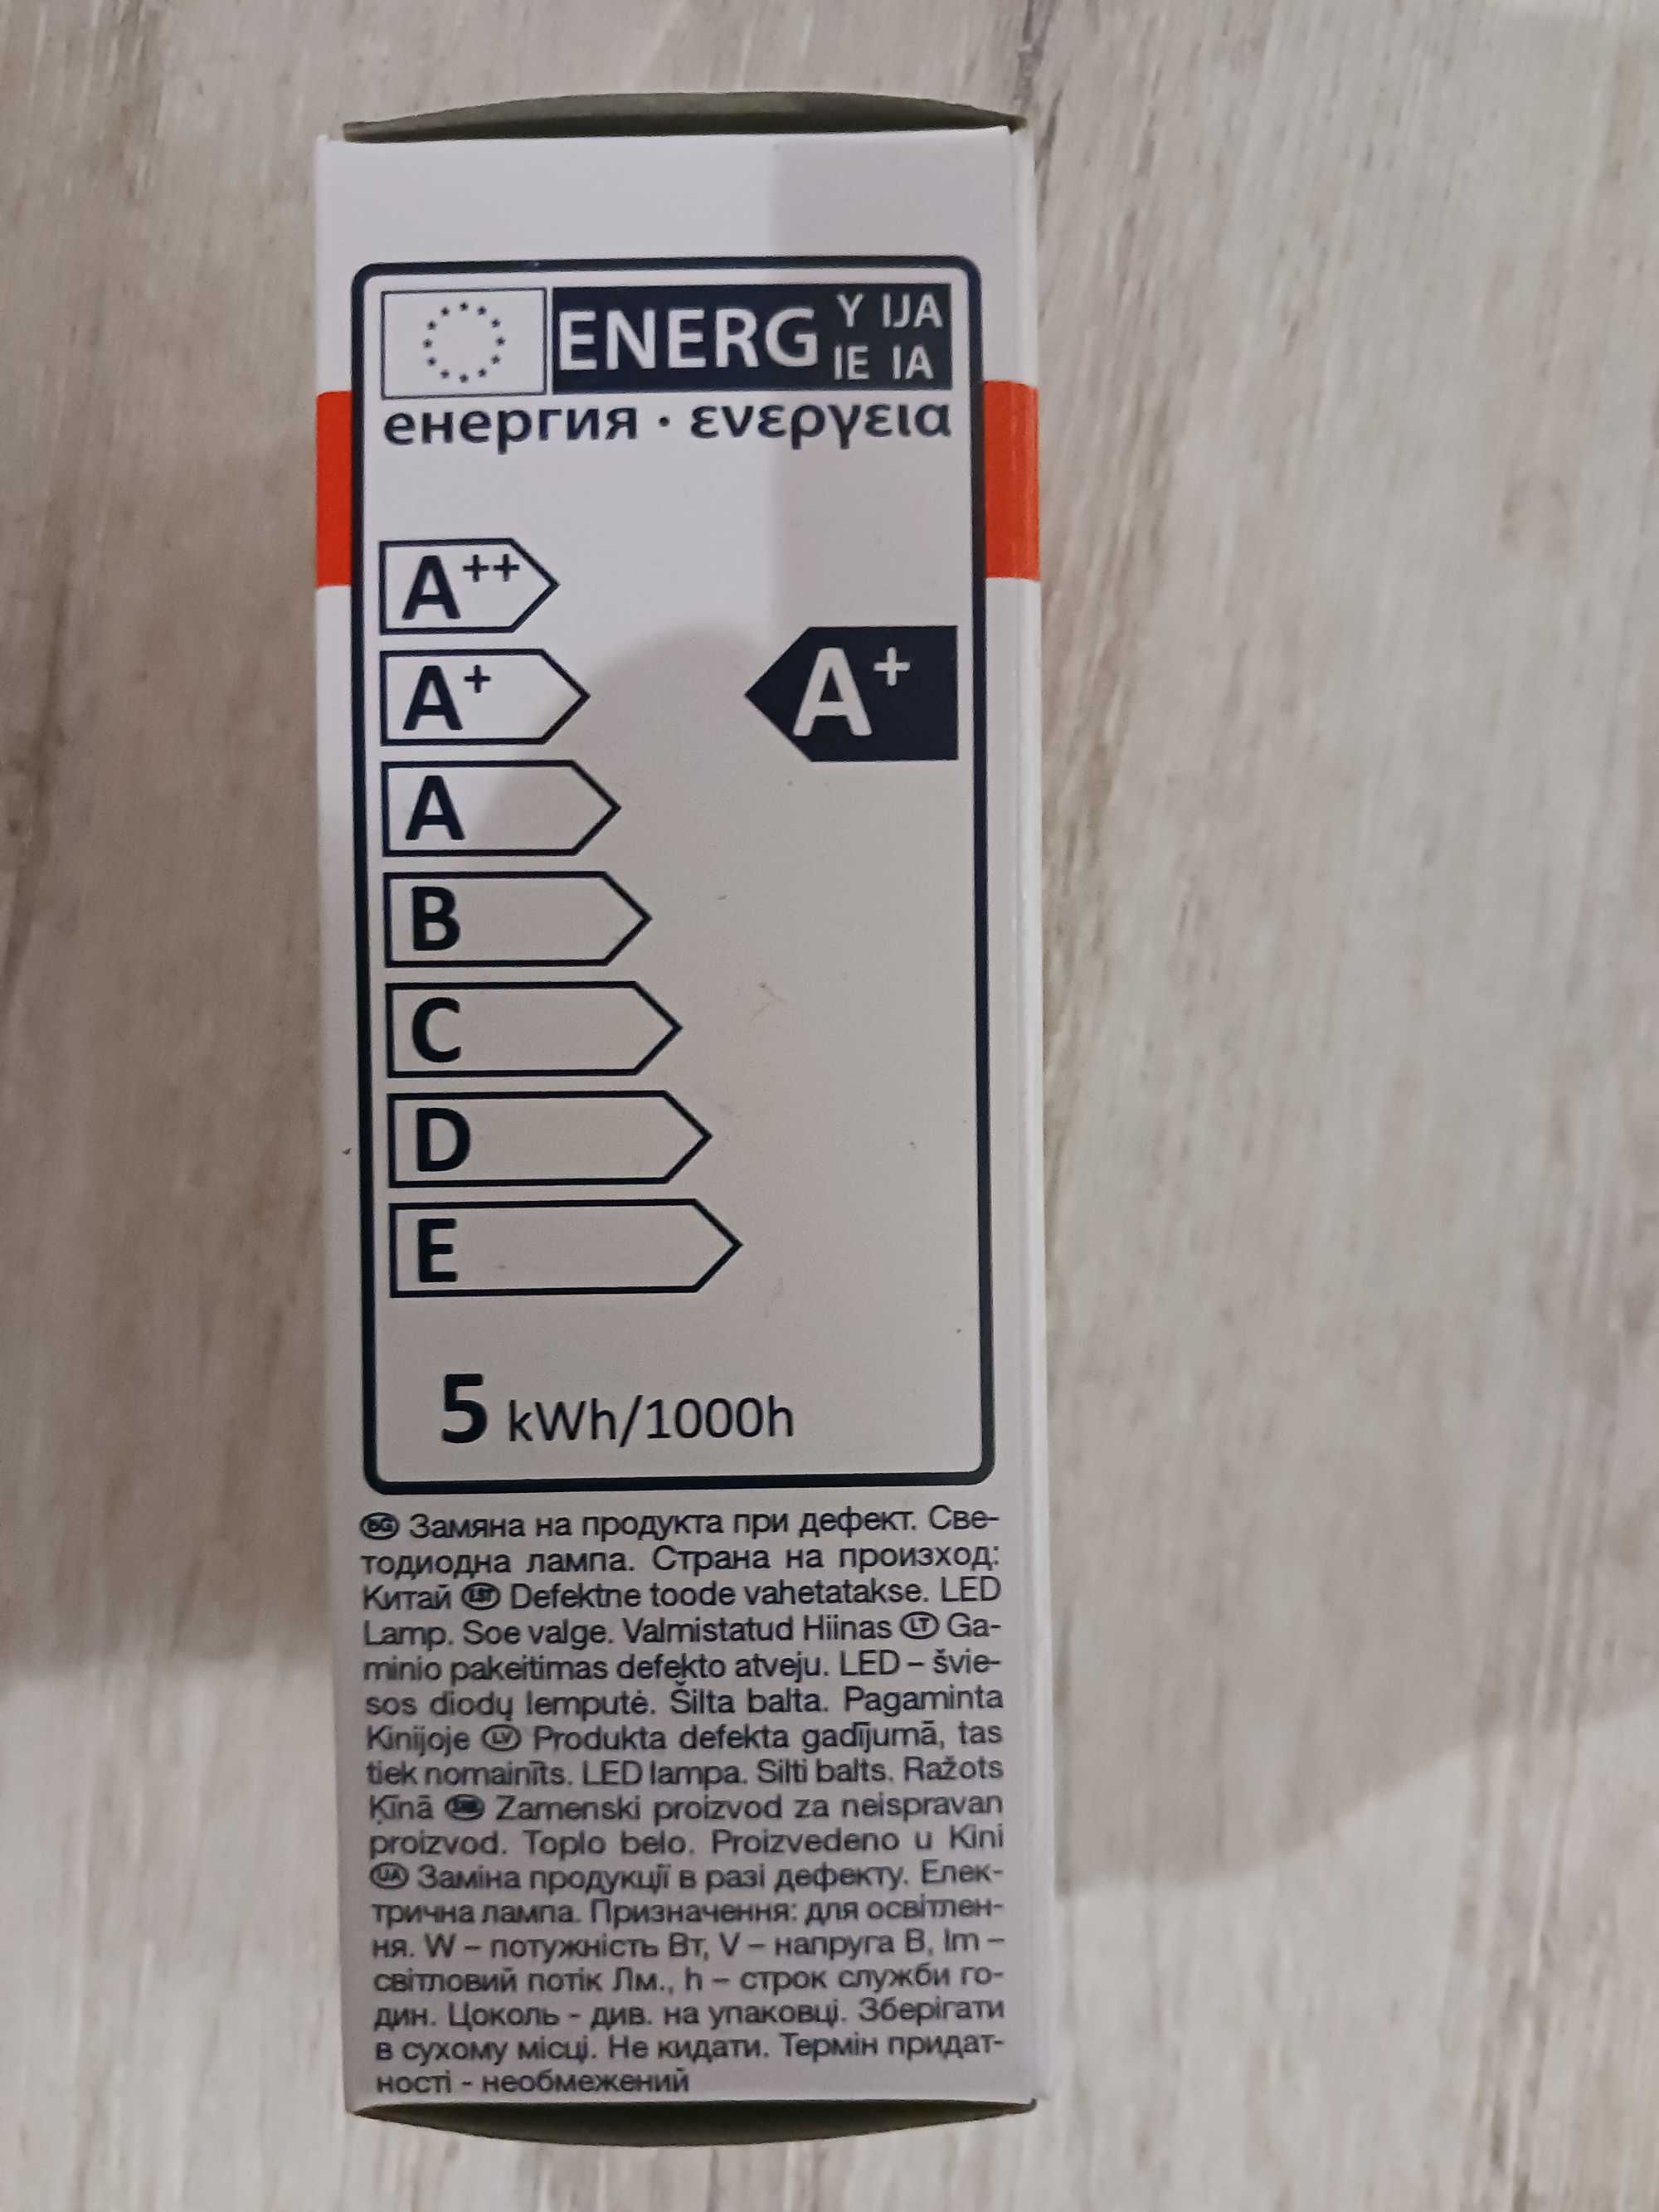 ENERG Y IJA
IE IA
енергия · ενεργεια
A++
A+ A+
A
B
C
D
E
5 kWh/1000h
BG Замяна на продукта при дефект. Све-
тодиодна лампа. Страна на произход:
Китай EST Defektne toode vahetatakse. LED
Lamp. Soe valge. Valmistatud Hiinas LT Ga-
minio pakeitimas defekto atveju. LED – švie-
sos diodų lemputė. Šilta balta. Pagaminta
Kinijoje LV Produkta defekta gadījumā, tas
tiek nomainīts. LED lampa. Silti balts. Ražots
Ķīnā Zamenski proizvod za neispravan
proizvod. Toplo belo. Proizvedeno u Kini
UA Заміна продукції в разі дефекту. Елек-
трична лампа. Призначення: для освітлен-
ня. W – потужність Вт, V – напруга В, lm –
світловий потік Лм., h – строк служби го-
дин. Цоколь - див. на упаковці. Зберігати
в сухому місці. Не кидати. Термін придат-
ності - необмежений